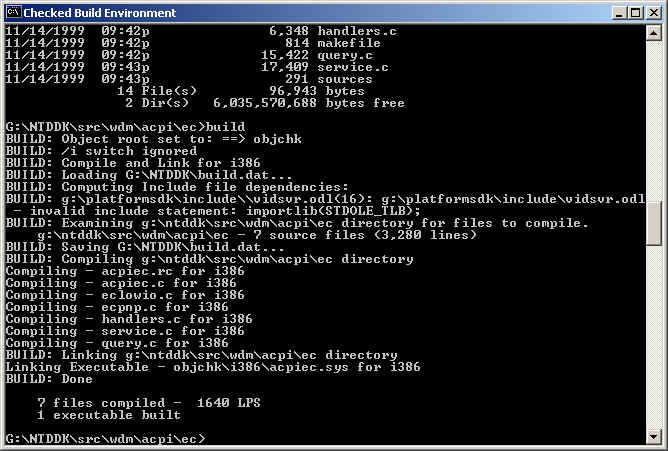 Checked Build Environment
11/14/1999  09:42p               6,348 handlers.c
11/14/1999  09:42p                 814 makefile
11/14/1999  09:42p              15,422 query.c
11/14/1999  09:43p              17,409 service.c
11/14/1999  09:43p                 291 sources
              14 File(s)         96,943 bytes
               2 Dir(s)   6,035,570,688 bytes free
G:\NTDDK\src\wdm\acpi\ec>build
BUILD: Object root set to: ==> objchk
BUILD: /i switch ignored
BUILD: Compile and Link for i386
BUILD: Loading G:\NTDDK\build.dat...
BUILD: Computing Include file dependencies:
BUILD: g:\platformsdk\include\\vidsvr.odl(16): g:\platformsdk\include\vidsvr.odl
 - invalid include statement: importlib(STDOLE_TLB);
BUILD: Examining g:\ntddk\src\wdm\acpi\ec directory for files to compile.
    g:\ntddk\src\wdm\acpi\ec - 7 source files (3,280 lines)
BUILD: Saving G:\NTDDK\build.dat...
BUILD: Compiling g:\ntddk\src\wdm\acpi\ec directory
Compiling - acpiec.rc for i386
Compiling - acpiec.c for i386
Compiling - eclowio.c for i386
Compiling - ecpnp.c for i386
Compiling - handlers.c for i386
Compiling - service.c for i386
Compiling - query.c for i386
BUILD: Linking g:\ntddk\src\wdm\acpi\ec directory
Linking Executable - objchk\i386\acpiec.sys for i386
BUILD: Done
    7 files compiled -  1640 LPS
    1 executable built
G:\NTDDK\src\wdm\acpi\ec>